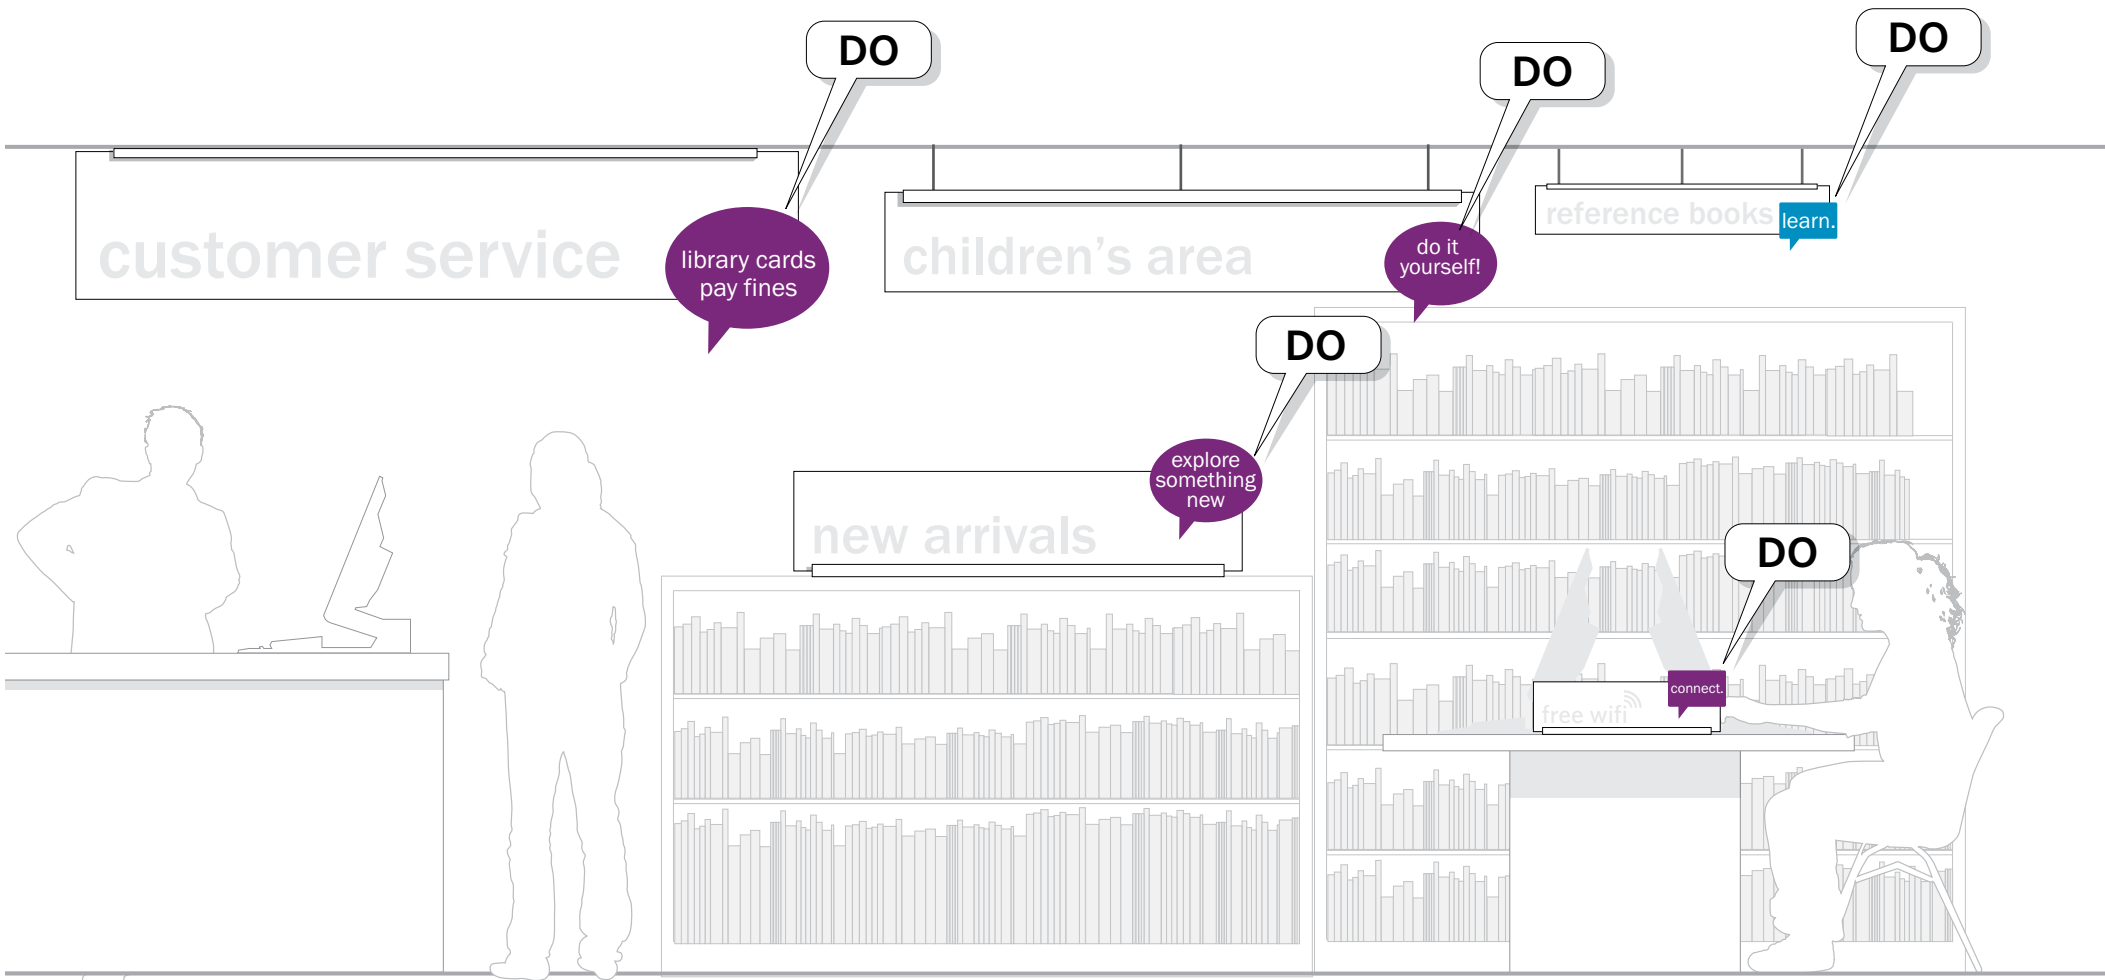 DO
DO
DO
customer service
library cards
pay fines
children's area
do it
yourself!
reference books
learn.
DO
new arrivals
explore
something
new
DO
free wifi
connect.